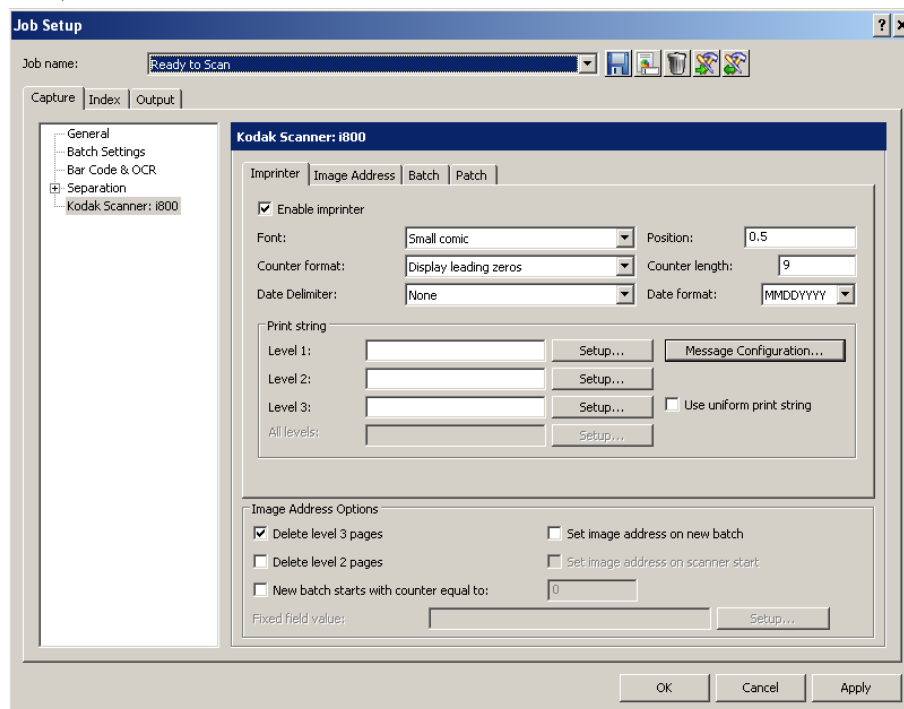 Job Setup
Job name: Ready to Scan
Capture Index Output
General
Batch Settings
Bar Code & OCR
Separation
Kodak Scanner: i800
Kodak Scanner: i800
Imprinter Image Address Batch Patch
Enable imprinter
Font: Small comic Position: 0.5
Counter format: Display leading zeros Counter length: 9
Date Delimiter: None Date format: MMDDYYYY
Print string
Level 1: Setup... Message Configuration...
Level 2: Setup...
Level 3: Setup... Use uniform print string
All levels: Setup...
Image Address Options
Delete level 3 pages Set image address on new batch
Delete level 2 pages Set image address on scanner start
New batch starts with counter equal to: 0
Fixed field value: Setup...
OK Cancel Apply